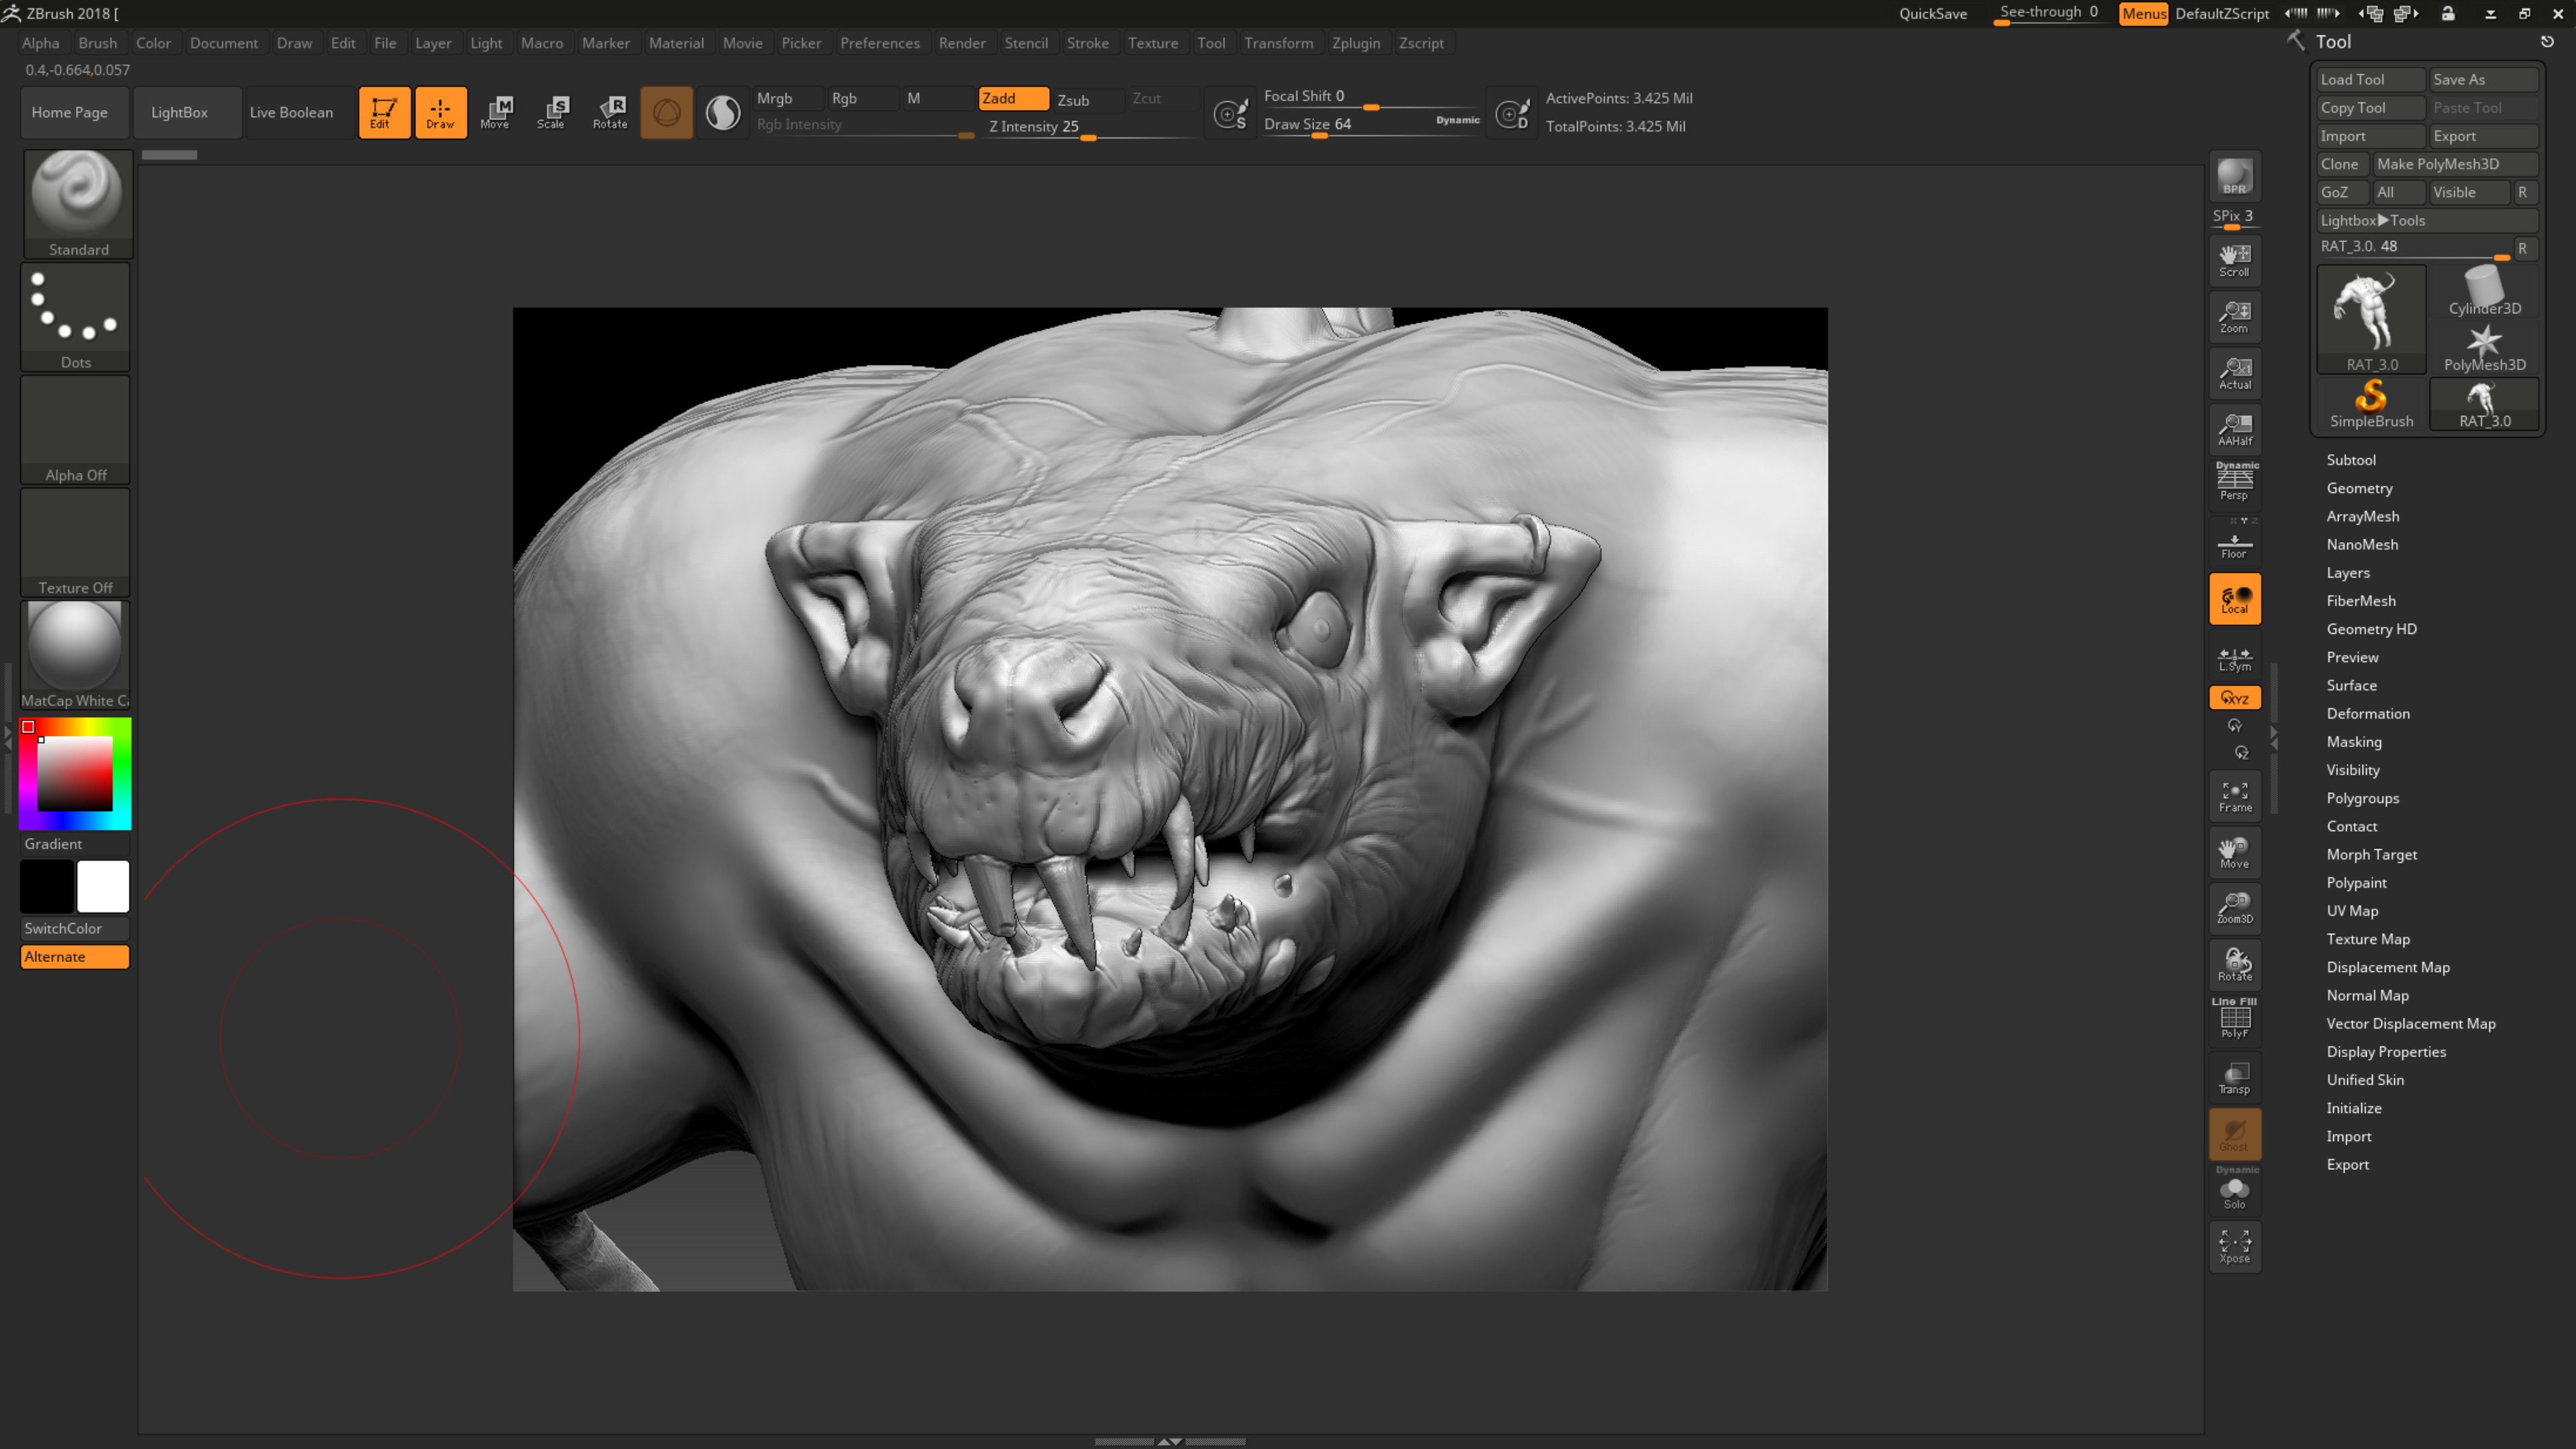 ZBrush 2018 [
QuickSave See-through 0 Menus DefaultZScript
Alpha Brush Color Document Draw Edit File Layer Light Macro Marker Material Movie Picker Preferences Render Stencil Stroke Texture Tool Transform Zplugin Zscript
Tool
0.4,-0.664,0.057
Home Page LightBox Live Boolean Edit Draw Move Scale Rotate
M S R
Mrgb Rgb M Zadd Zsub Zcut
Rgb Intensity Z Intensity 25
S
Focal Shift 0
Draw Size 64 Dynamic
D
ActivePoints: 3.425 Mil
TotalPoints: 3.425 Mil
Standard
Dots
Alpha Off
Texture Off
MatCap White Ca
Gradient
SwitchColor
Alternate
BPR
SPix 3
Scroll
Zoom
Actual
AAHalf
Dynamic
Persp
Floor
Local
L.Sym
XYZ
Y
Z
Frame
Move
Zoom3D
Rotate
Line Fill
PolyF
Transp
Ghost
Dynamic
Solo
Xpose
Load Tool Save As
Copy Tool Paste Tool
Import Export
Clone Make PolyMesh3D
GoZ All Visible R
Lightbox▶Tools
RAT_3.0. 48 R
Cylinder3D
RAT_3.0 PolyMesh3D
SimpleBrush RAT_3.0
Subtool
Geometry
ArrayMesh
NanoMesh
Layers
FiberMesh
Geometry HD
Preview
Surface
Deformation
Masking
Visibility
Polygroups
Contact
Morph Target
Polypaint
UV Map
Texture Map
Displacement Map
Normal Map
Vector Displacement Map
Display Properties
Unified Skin
Initialize
Import
Export